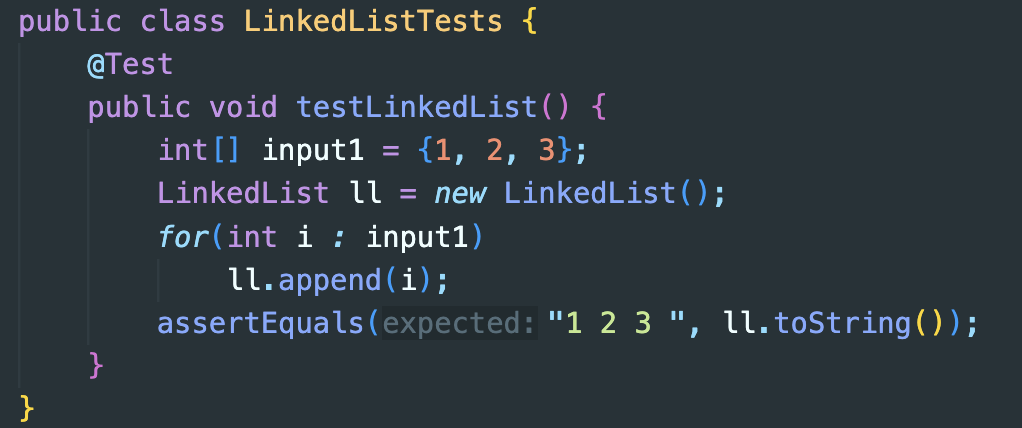 public class LinkedListTests {
    @Test
    public void testLinkedList() {
        int[] input1 = {1, 2, 3};
        LinkedList ll = new LinkedList();
        for(int i : input1)
            ll.append(i);
        assertEquals( expected: "1 2 3 ", ll.toString());
    }
}